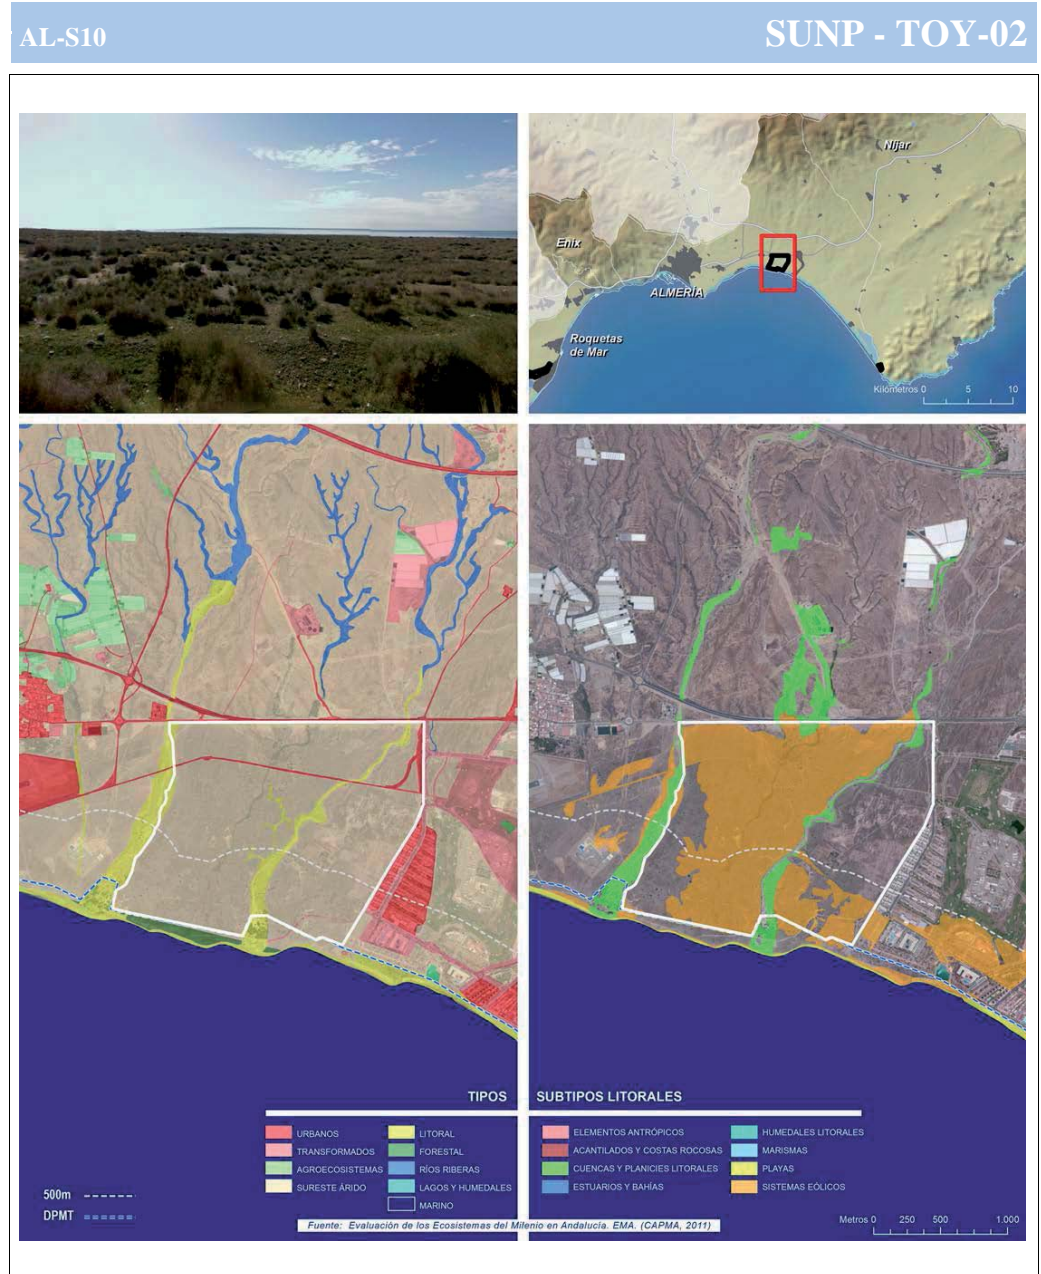 AL-S10
SUNP - TOY-02
Níjar
Enix
ALMERÍA
Roquetas
de Mar
Kilómetros 0 5 10
TIPOS
SUBTIPOS LITORALES
URBANOS
TRANSFORMADOS
AGROECOSISTEMAS
SURESTE ÁRIDO
LITORAL
FORESTAL
RÍOS RIBERAS
LAGOS Y HUMEDALES
MARINO
ELEMENTOS ANTRÓPICOS
ACANTILADOS Y COSTAS ROCOSAS
CUENCAS Y PLANICIES LITORALES
ESTUARIOS Y BAHÍAS
HUMEDALES LITORALES
MARISMAS
PLAYAS
SISTEMAS EÓLICOS
500m
DPMT
Fuente: Evaluación de los Ecosistemas del Milenio en Andalucía. EMA. (CAPMA, 2011)
Metros 0 250 500 1.000